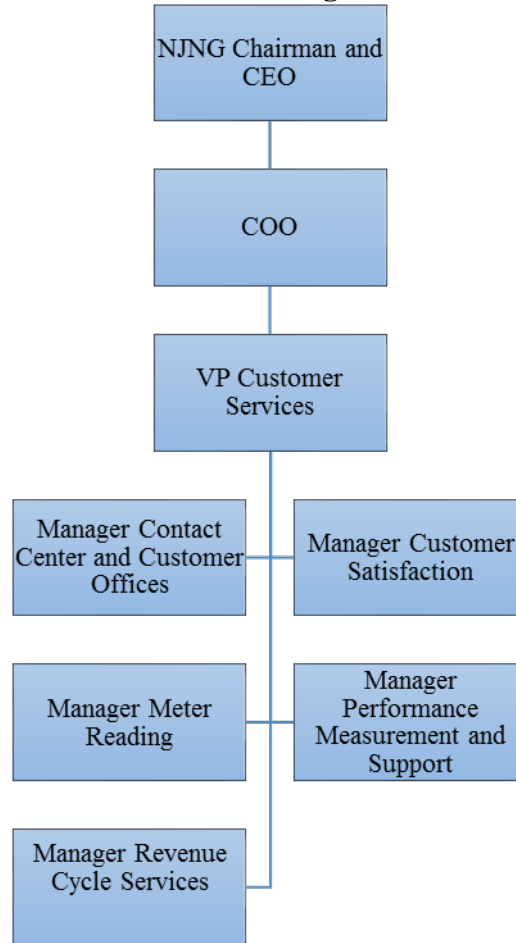 NJNG Chairman and
CEO
COO
VP Customer
Services
Manager Contact
Center and Customer
Offices
Manager Customer
Satisfaction
Manager Meter
Reading
Manager
Performance
Measurement and
Support
Manager Revenue
Cycle Services